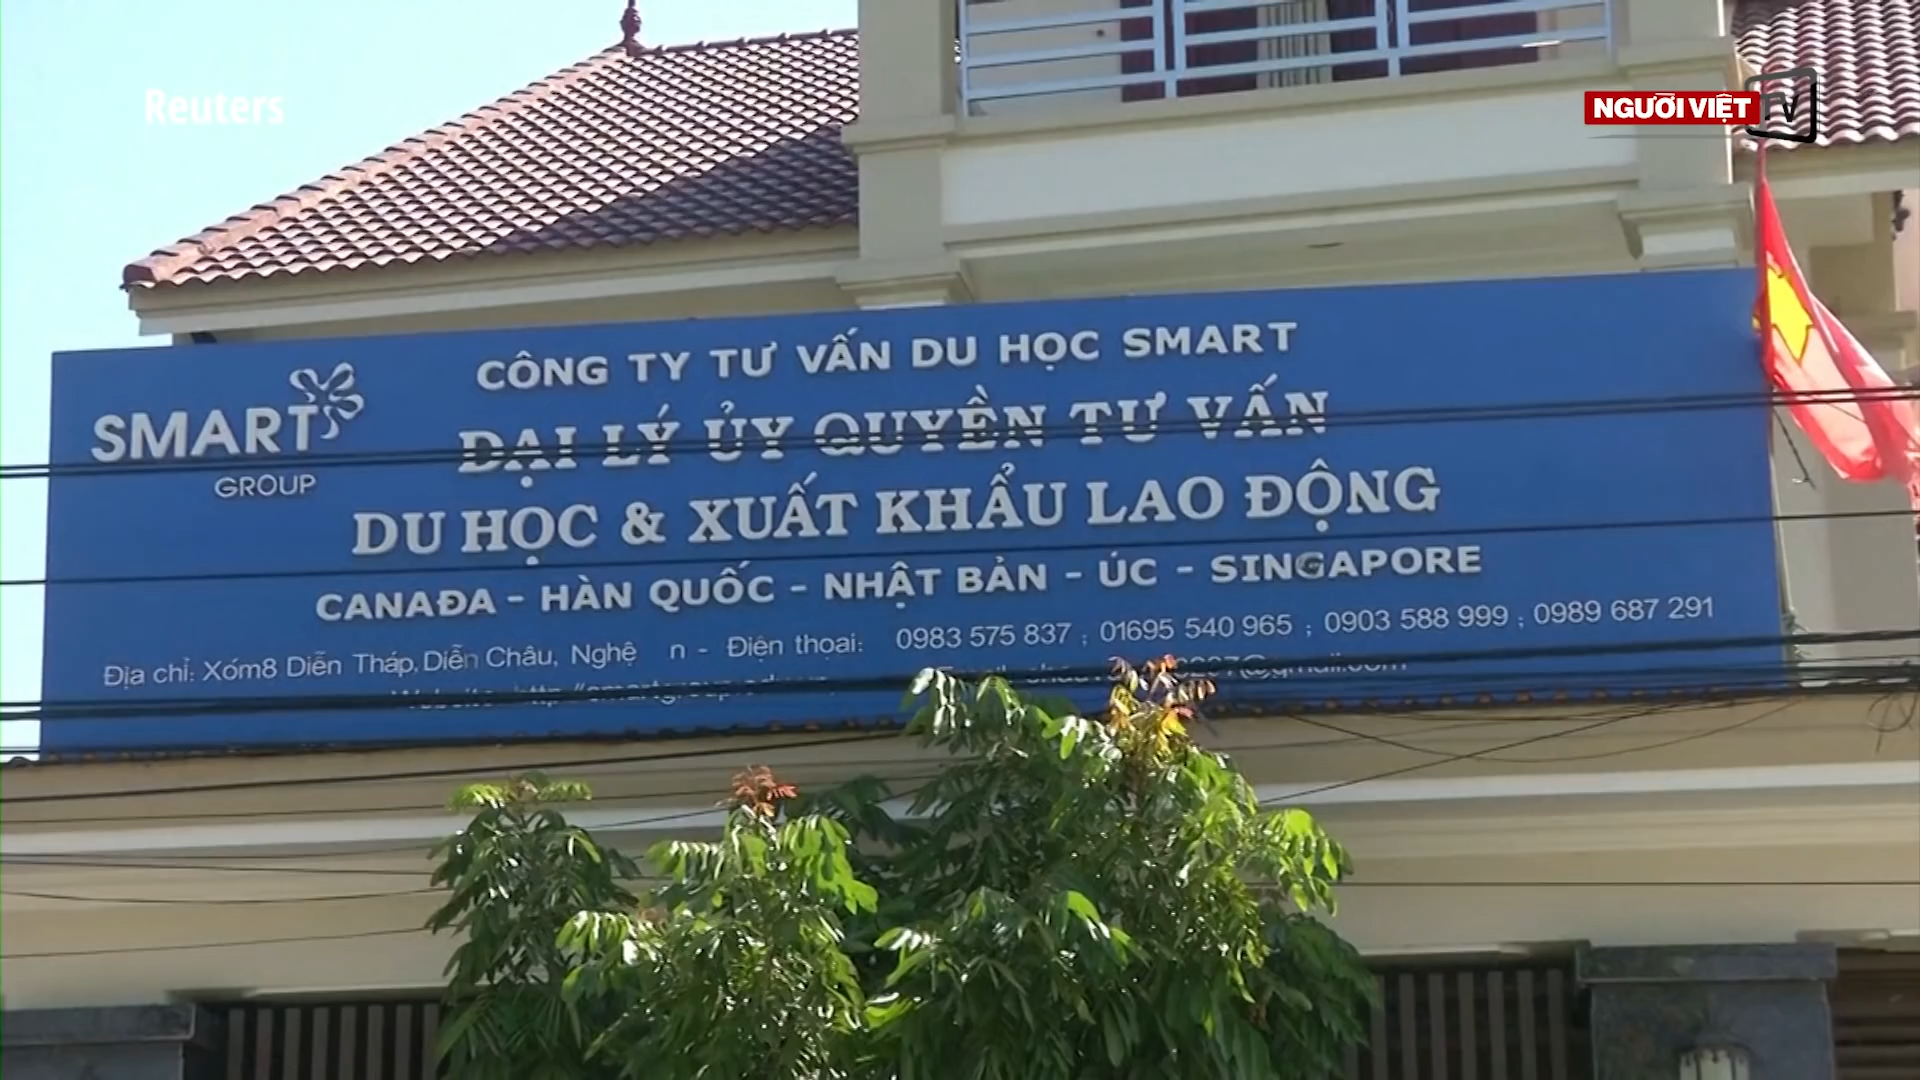 Reuters
NGƯỜI VIỆT TV
SMART
GROUP
CÔNG TY TƯ VẤN DU HỌC SMART
ĐẠI LÝ ỦY QUYỀN TƯ VẤN
DU HỌC & XUẤT KHẨU LAO ĐỘNG
CANAĐA - HÀN QUỐC - NHẬT BẢN - ÚC - SINGAPORE
Địa chỉ: Xóm8 Diễn Tháp, Diễn Châu, Nghệ n - Điện thoại: 0983 575 837 ; 01695 540 965 ; 0903 588 999 ; 0989 687 291